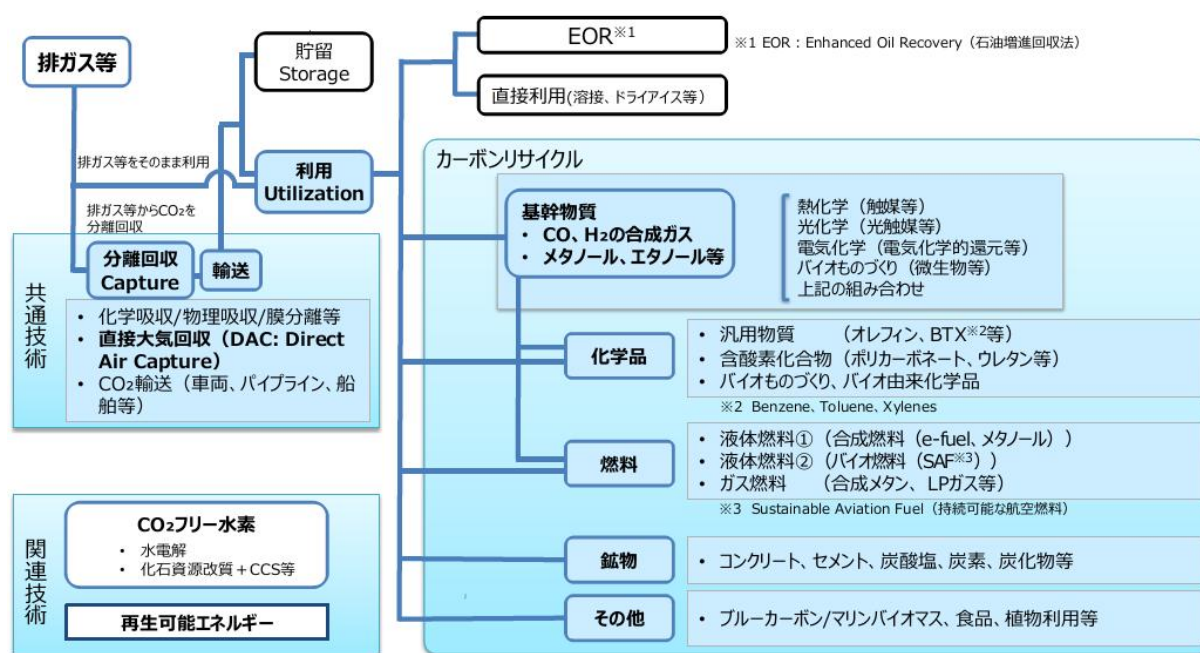 排ガス等
貯留
Storage
EOR※1
※1 EOR : Enhanced Oil Recovery（石油増進回収法）
直接利用(溶接、ドライアイス等）
排ガス等をそのまま利用
利用
Utilization
排ガス等からCO₂を
分離回収
共通技術
分離回収
Capture
輸送
• 化学吸収/物理吸収/膜分離等
• 直接大気回収（DAC: Direct
Air Capture）
• CO₂輸送（車両、パイプライン、船
舶等）
関連技術
CO₂フリー水素
• 水電解
• 化石資源改質＋CCS等
再生可能エネルギー
カーボンリサイクル
基幹物質
• CO、H₂の合成ガス
• メタノール、エタノール等
熱化学（触媒等）
光化学（光触媒等）
電気化学（電気化学的還元等）
バイオものづくり（微生物等）
上記の組み合わせ
化学品
• 汎用物質　　（オレフィン、BTX※2等）
• 含酸素化合物（ポリカーボネート、ウレタン等）
• バイオものづくり、バイオ由来化学品
※2 Benzene、Toluene、Xylenes
燃料
• 液体燃料①（合成燃料（e-fuel、メタノール））
• 液体燃料②（バイオ燃料（SAF※3））
• ガス燃料　　（合成メタン、LPガス等）
※3 Sustainable Aviation Fuel（持続可能な航空燃料）
鉱物
• コンクリート、セメント、炭酸塩、炭素、炭化物等
その他
• ブルーカーボン/マリンバイオマス、食品、植物利用等